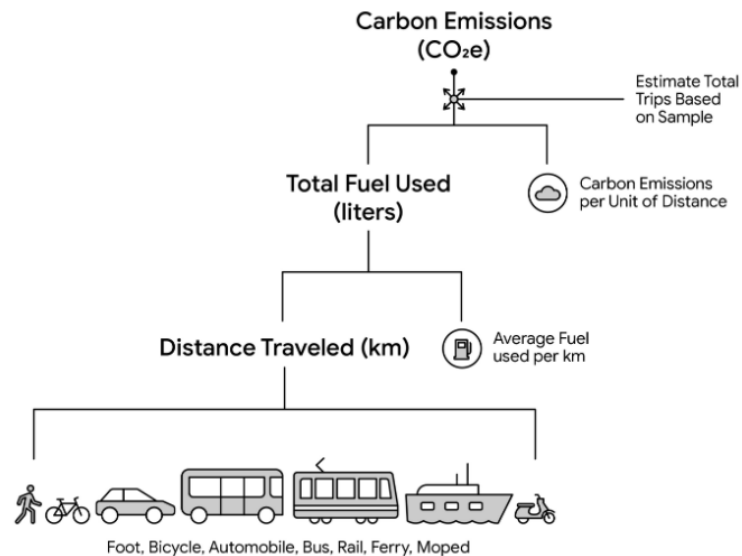 Carbon Emissions
(CO₂e)
Estimate Total
Trips Based
on Sample
Total Fuel Used
(liters)
Carbon Emissions
per Unit of Distance
Distance Traveled (km)
Average Fuel
used per km
Foot, Bicycle, Automobile, Bus, Rail, Ferry, Moped